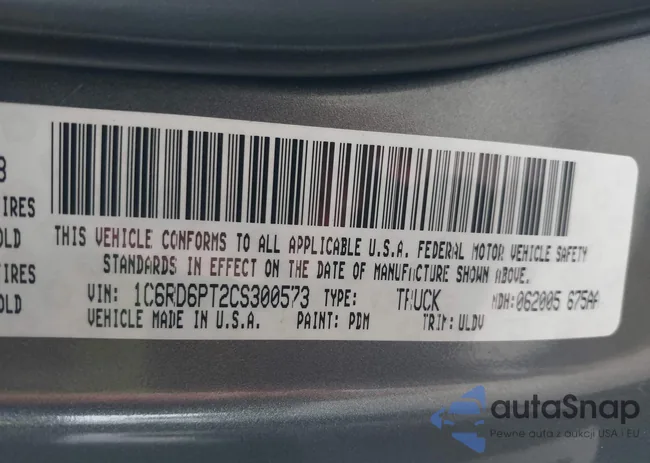 8
IRES
OLD
IRES
OLD
THIS VEHICLE CONFORMS TO ALL APPLICABLE U.S.A. FEDERAL MOTOR VEHICLE SAFETY
STANDARDS IN EFFECT ON THE DATE OF MANUFACTURE SHOWN ABOVE.
VIN: 1C6RD6PT2CS300573 TYPE: TRUCK MDH: 062005 675AA
VEHICLE MADE IN U.S.A. PAINT: PDM TRIM: ULDV
autaSnap
Pewne auta z aukcji USA i EU